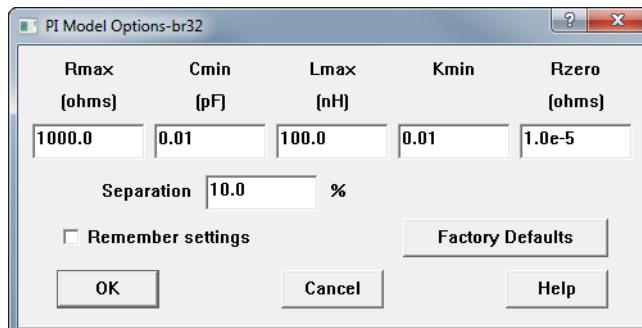 PI Model Options-br32
?
X
Rmax Cmin Lmax Kmin Rzero
(ohms) (pF) (nH) (ohms)
1000.0 0.01 100.0 0.01 1.0e-5
Separation 10.0 %
Remember settings Factory Defaults
OK Cancel Help